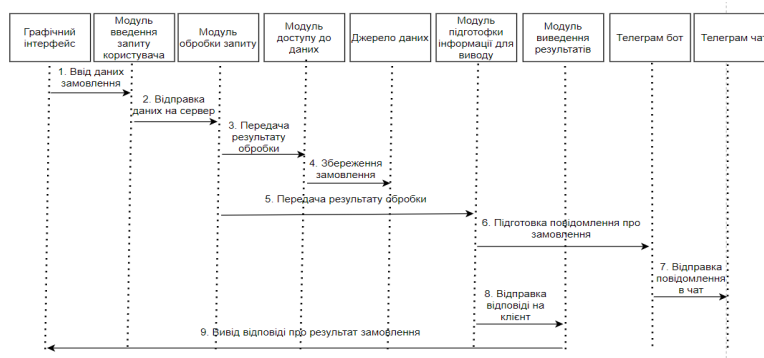 Графічний
інтерфейс
Модуль
введення
запиту
користувача
Модуль
обробки запиту
Модуль
доступу до
даних
Джерело даних
Модуль
підготофки
інформації для
виводу
Модуль
виведення
результатів
Телеграм бот
Телеграм чат
1. Ввід даних
замовлення
2. Відправка
даних на сервер
3. Передача
результату
обробки
4. Збереження
замовлення
5. Передача результату обробки
6. Підготовка повідомлення про
замовлення
7. Відправка
повідомлення
в чат
8. Відправка
відповіді на
клієнт
9. Вивід відповіді про результат замовлення